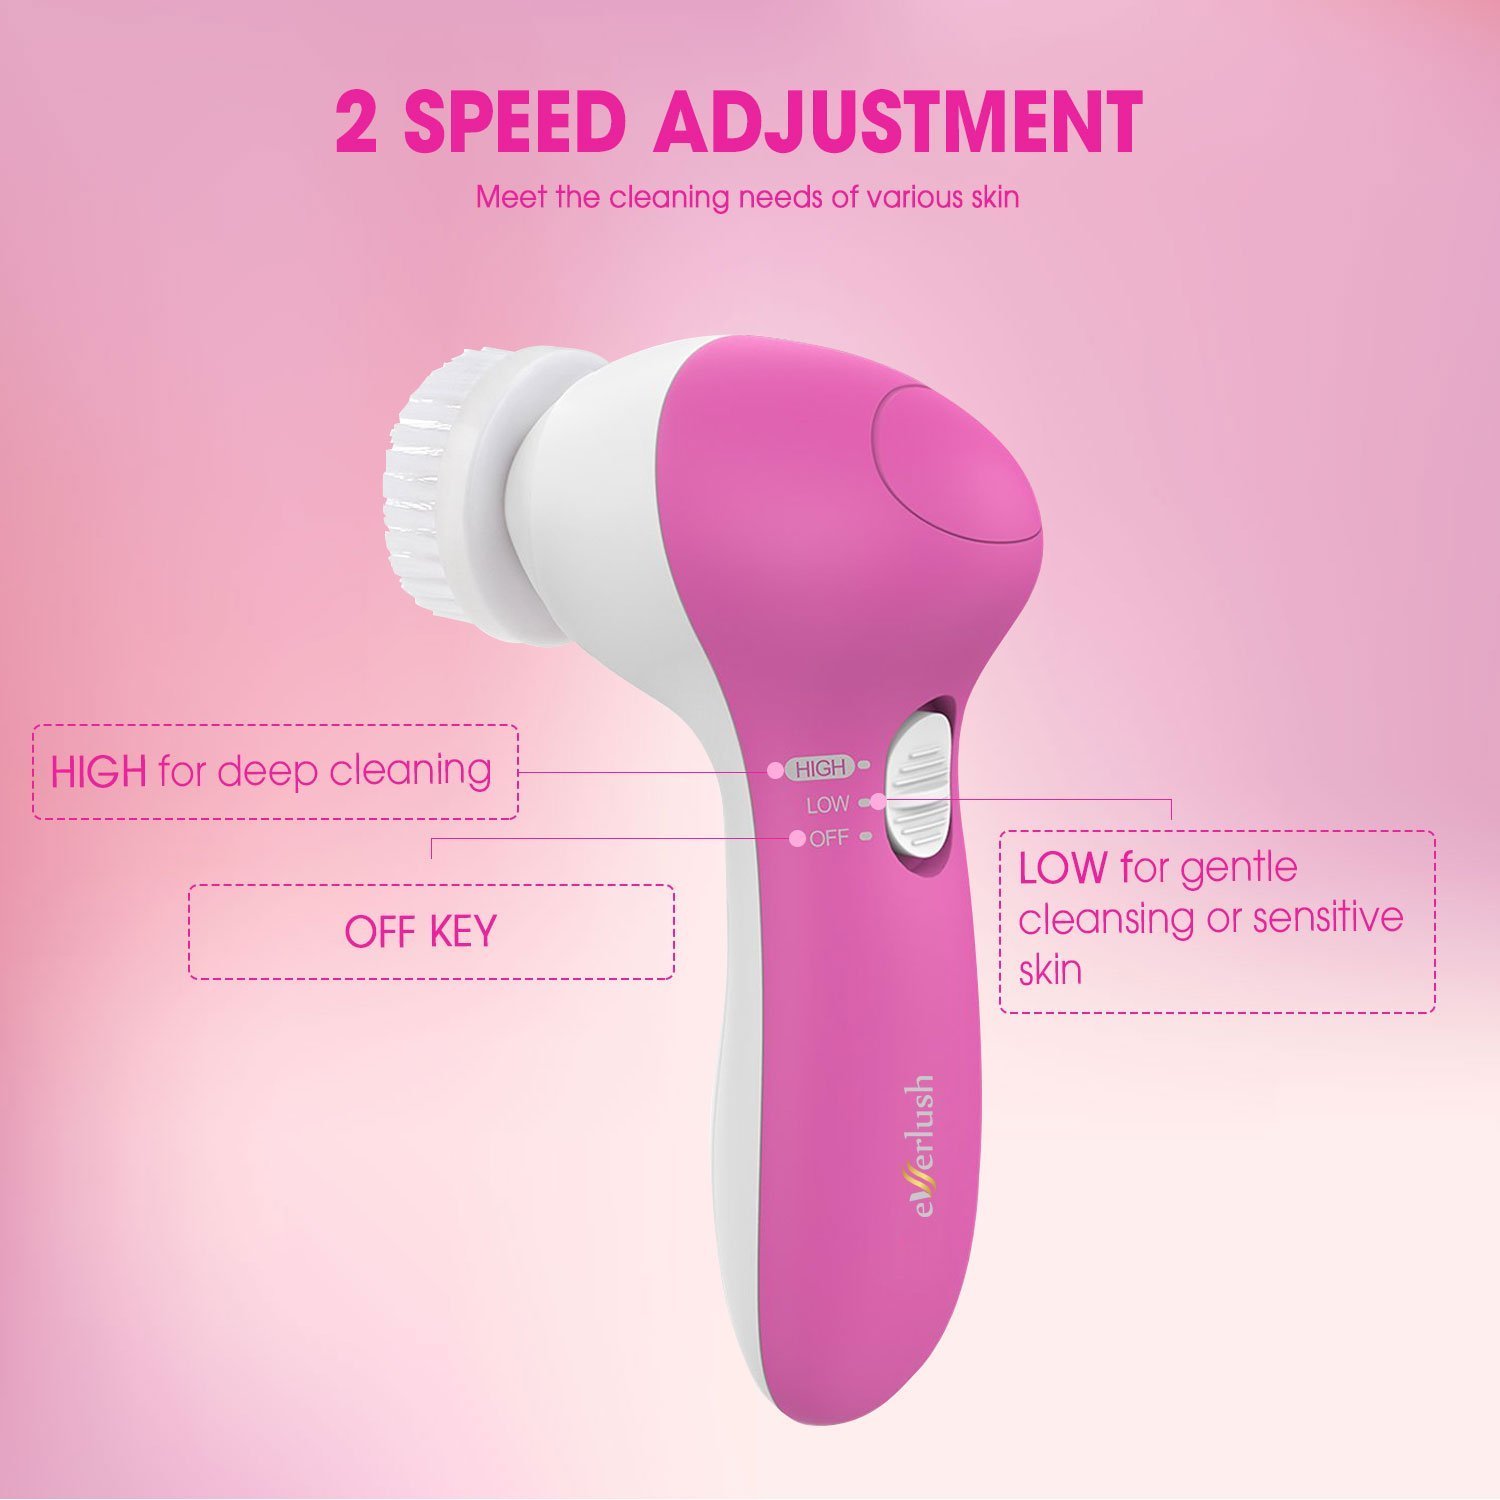 2 SPEED ADJUSTMENT
Meet the cleaning needs of various skin
HIGH for deep cleaning
HIGH
LOW
OFF
OFF KEY
LOW for gentle
cleansing or sensitive
skin
everlush